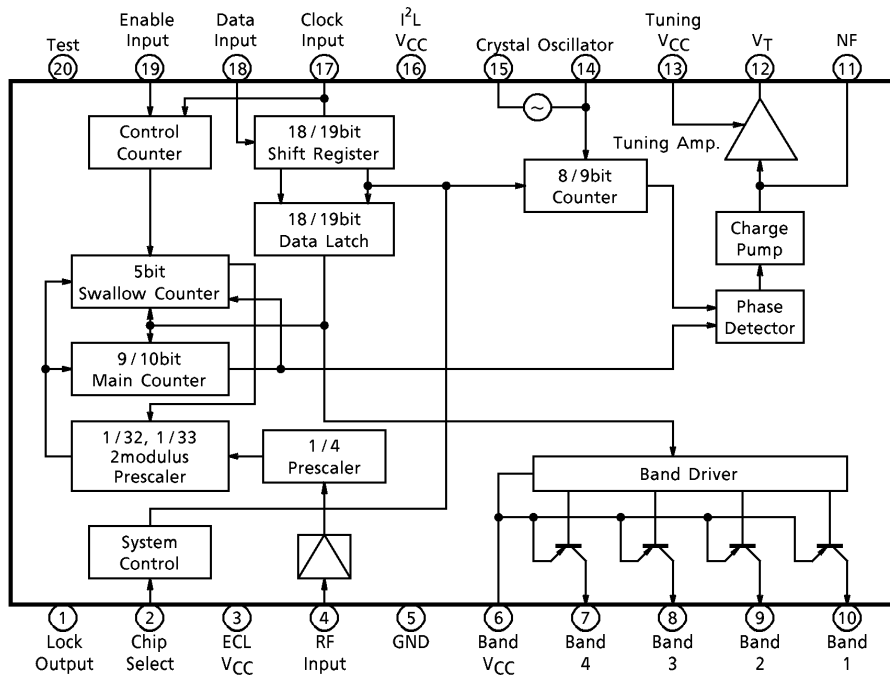 Test
Enable
Input
Data
Input
Clock
Input
I²L
VCC
Crystal Oscillator
Tuning
VCC
VT
NF
20
19
18
17
16
15
14
13
12
11
Control
Counter
18/19bit
Shift Register
18/19bit
Data Latch
~
8/9bit
Counter
Tuning Amp.
Charge
Pump
Phase
Detector
5bit
Swallow Counter
9/10bit
Main Counter
1/32, 1/33
2modulus
Prescaler
1/4
Prescaler
Band Driver
System
Control
1
2
3
4
5
6
7
8
9
10
Lock
Output
Chip
Select
ECL
VCC
RF
Input
GND
Band
VCC
Band
4
Band
3
Band
2
Band
1